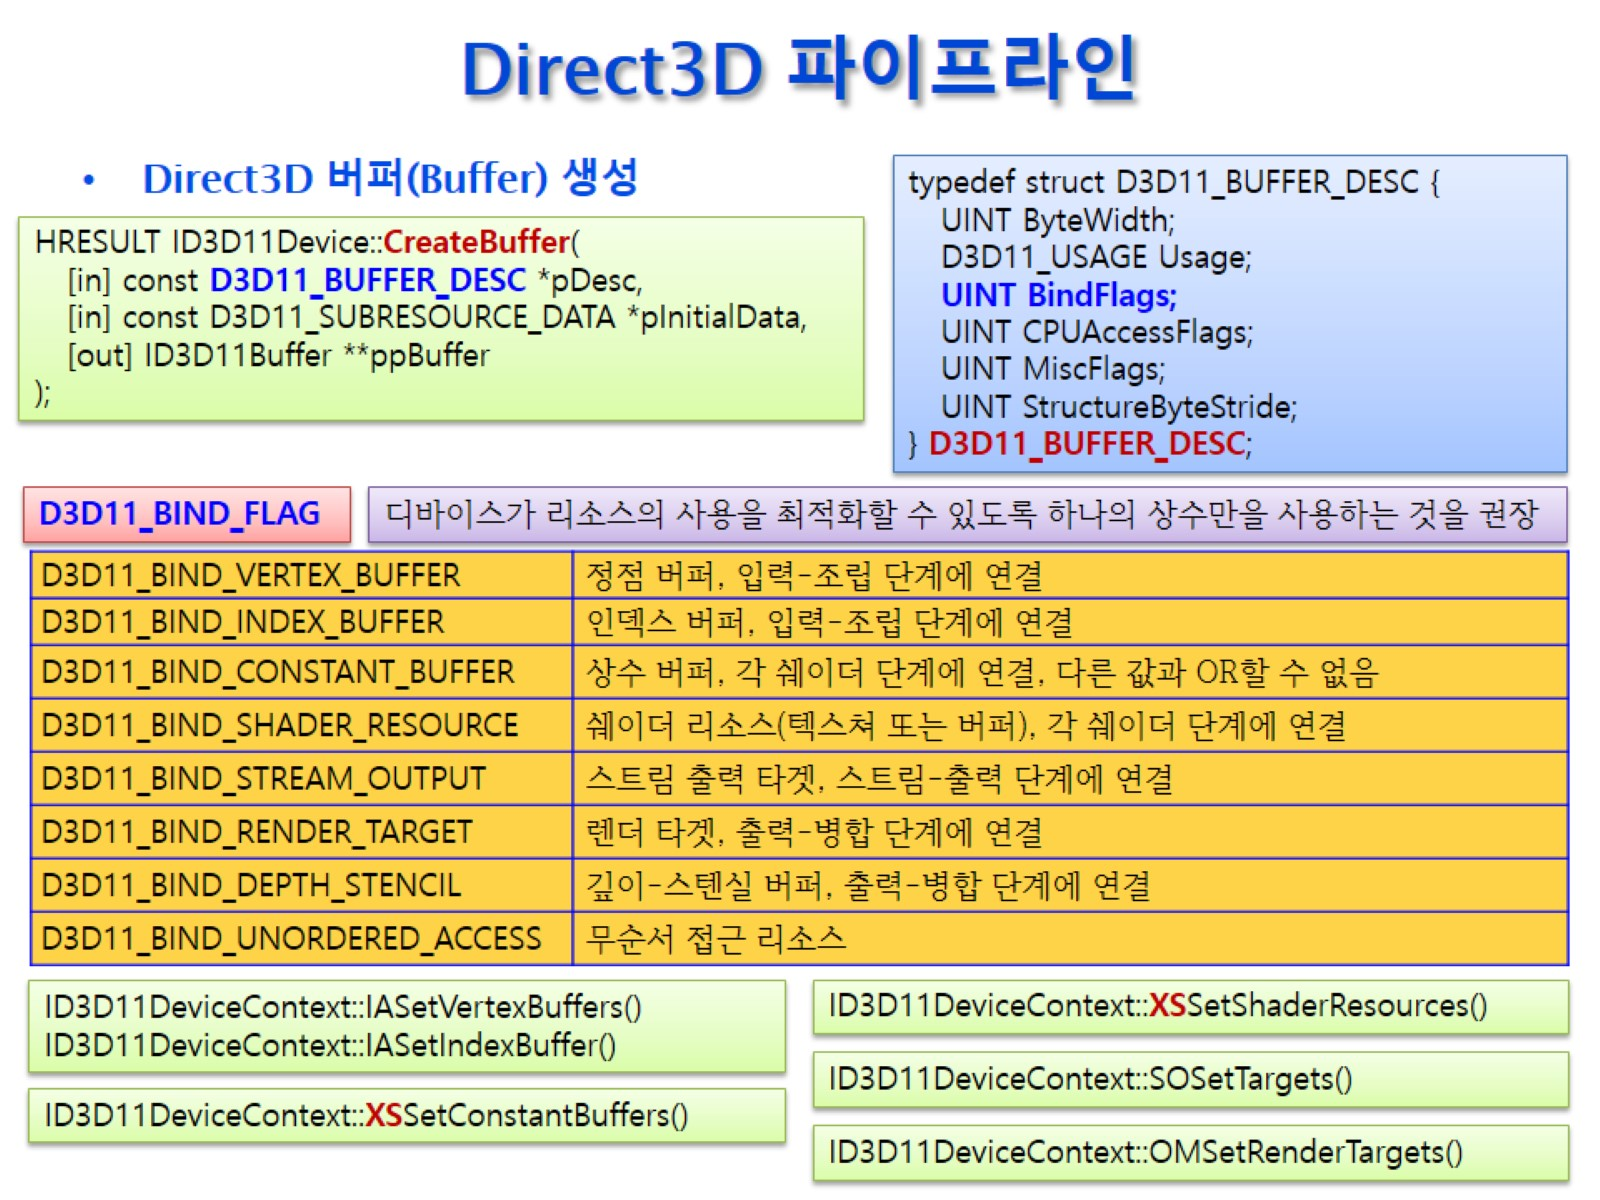 Direct3D 파이프라인
• Direct3D 버퍼(Buffer) 생성
HRESULT ID3D11Device::CreateBuffer(
[in] const D3D11_BUFFER_DESC *pDesc,
[in] const D3D11_SUBRESOURCE_DATA *pInitialData,
[out] ID3D11Buffer **ppBuffer
);
typedef struct D3D11_BUFFER_DESC {
UINT ByteWidth;
D3D11_USAGE Usage;
UINT BindFlags;
UINT CPUAccessFlags;
UINT MiscFlags;
UINT StructureByteStride;
} D3D11_BUFFER_DESC;
D3D11_BIND_FLAG
디바이스가 리소스의 사용을 최적화할 수 있도록 하나의 상수만을 사용하는 것을 권장
D3D11_BIND_VERTEX_BUFFER 정점 버퍼, 입력-조립 단계에 연결
D3D11_BIND_INDEX_BUFFER 인덱스 버퍼, 입력-조립 단계에 연결
D3D11_BIND_CONSTANT_BUFFER 상수 버퍼, 각 쉐이더 단계에 연결, 다른 값과 OR할 수 없음
D3D11_BIND_SHADER_RESOURCE 쉐이더 리소스(텍스쳐 또는 버퍼), 각 쉐이더 단계에 연결
D3D11_BIND_STREAM_OUTPUT 스트림 출력 타겟, 스트림-출력 단계에 연결
D3D11_BIND_RENDER_TARGET 렌더 타겟, 출력-병합 단계에 연결
D3D11_BIND_DEPTH_STENCIL 깊이-스텐실 버퍼, 출력-병합 단계에 연결
D3D11_BIND_UNORDERED_ACCESS 무순서 접근 리소스
ID3D11DeviceContext::IASetVertexBuffers()
ID3D11DeviceContext::IASetIndexBuffer()
ID3D11DeviceContext::XSSetConstantBuffers()
ID3D11DeviceContext::XSSetShaderResources()
ID3D11DeviceContext::SOSetTargets()
ID3D11DeviceContext::OMSetRenderTargets()